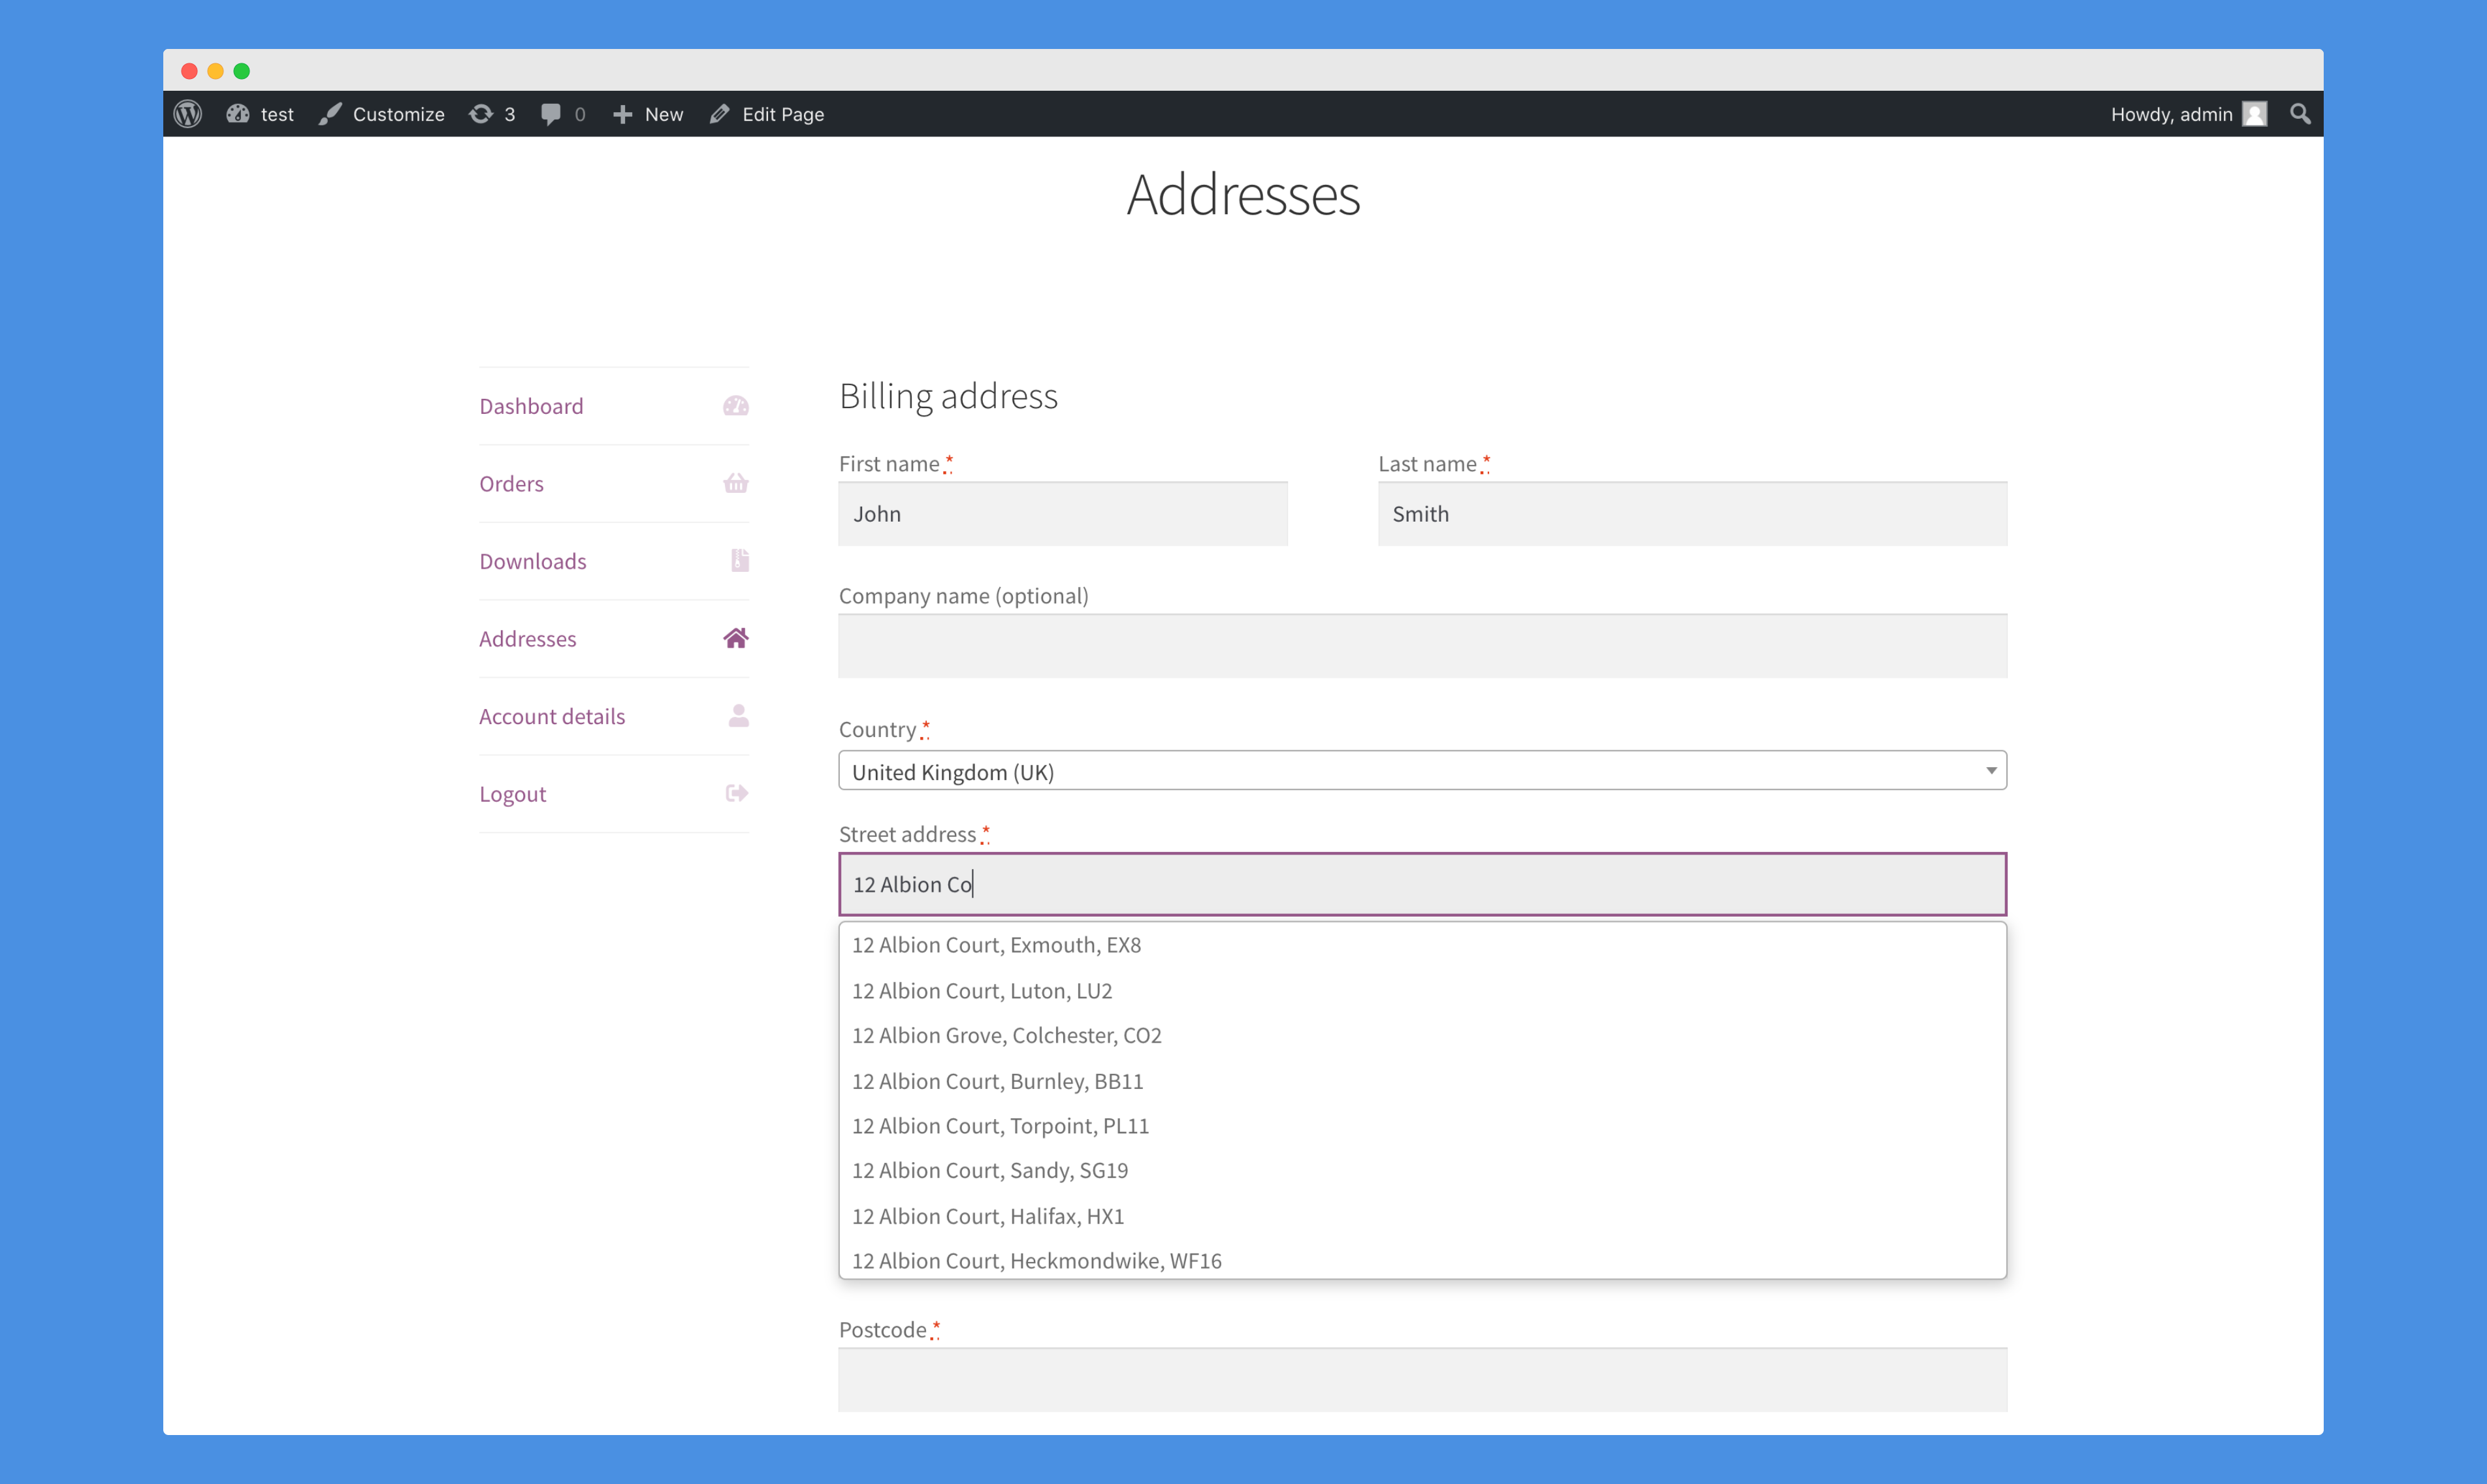 test Customize 3 0 New Edit Page Howdy, admin
Addresses
Dashboard
Orders
Downloads
Addresses
Account details
Logout
Billing address
First name * Last name *
John Smith
Company name (optional)
Country *
United Kingdom (UK)
Street address *
12 Albion Co
12 Albion Court, Exmouth, EX8
12 Albion Court, Luton, LU2
12 Albion Grove, Colchester, CO2
12 Albion Court, Burnley, BB11
12 Albion Court, Torpoint, PL11
12 Albion Court, Sandy, SG19
12 Albion Court, Halifax, HX1
12 Albion Court, Heckmondwike, WF16
Postcode *